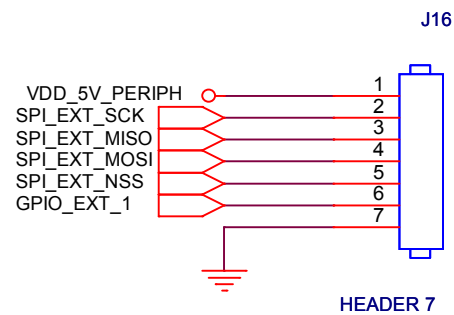 J16
VDD_5V_PERIPH 1
SPI_EXT_SCK 2
SPI_EXT_MISO 3
SPI_EXT_MOSI 4
SPI_EXT_NSS 5
GPIO_EXT_1 6
7
HEADER 7